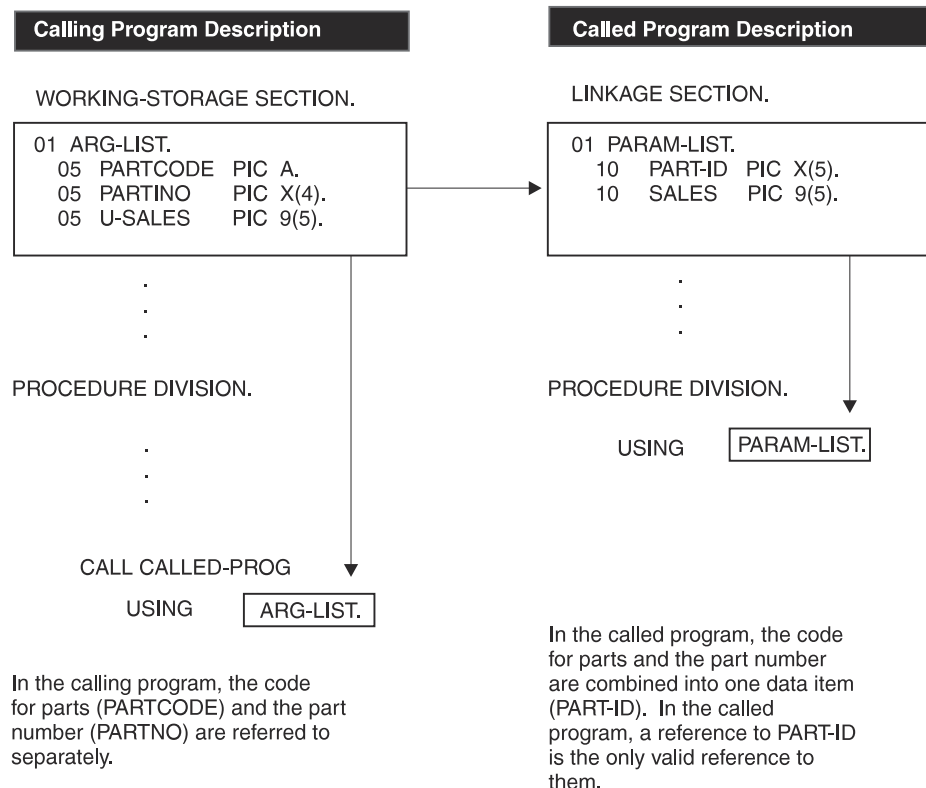 Calling Program Description
WORKING-STORAGE SECTION.
01 ARG-LIST.
05 PARTCODE PIC A.
05 PARTINO PIC X(4).
05 U-SALES PIC 9(5).
.
.
.
PROCEDURE DIVISION.
.
.
.
CALL CALLED-PROG
USING ARG-LIST.
In the calling program, the code
for parts (PARTCODE) and the part
number (PARTNO) are referred to
separately.
Called Program Description
LINKAGE SECTION.
01 PARAM-LIST.
10 PART-ID PIC X(5).
10 SALES PIC 9(5).
.
.
.
PROCEDURE DIVISION.
USING PARAM-LIST.
In the called program, the code
for parts and the part number
are combined into one data item
(PART-ID). In the called
program, a reference to PART-ID
is the only valid reference to
them.